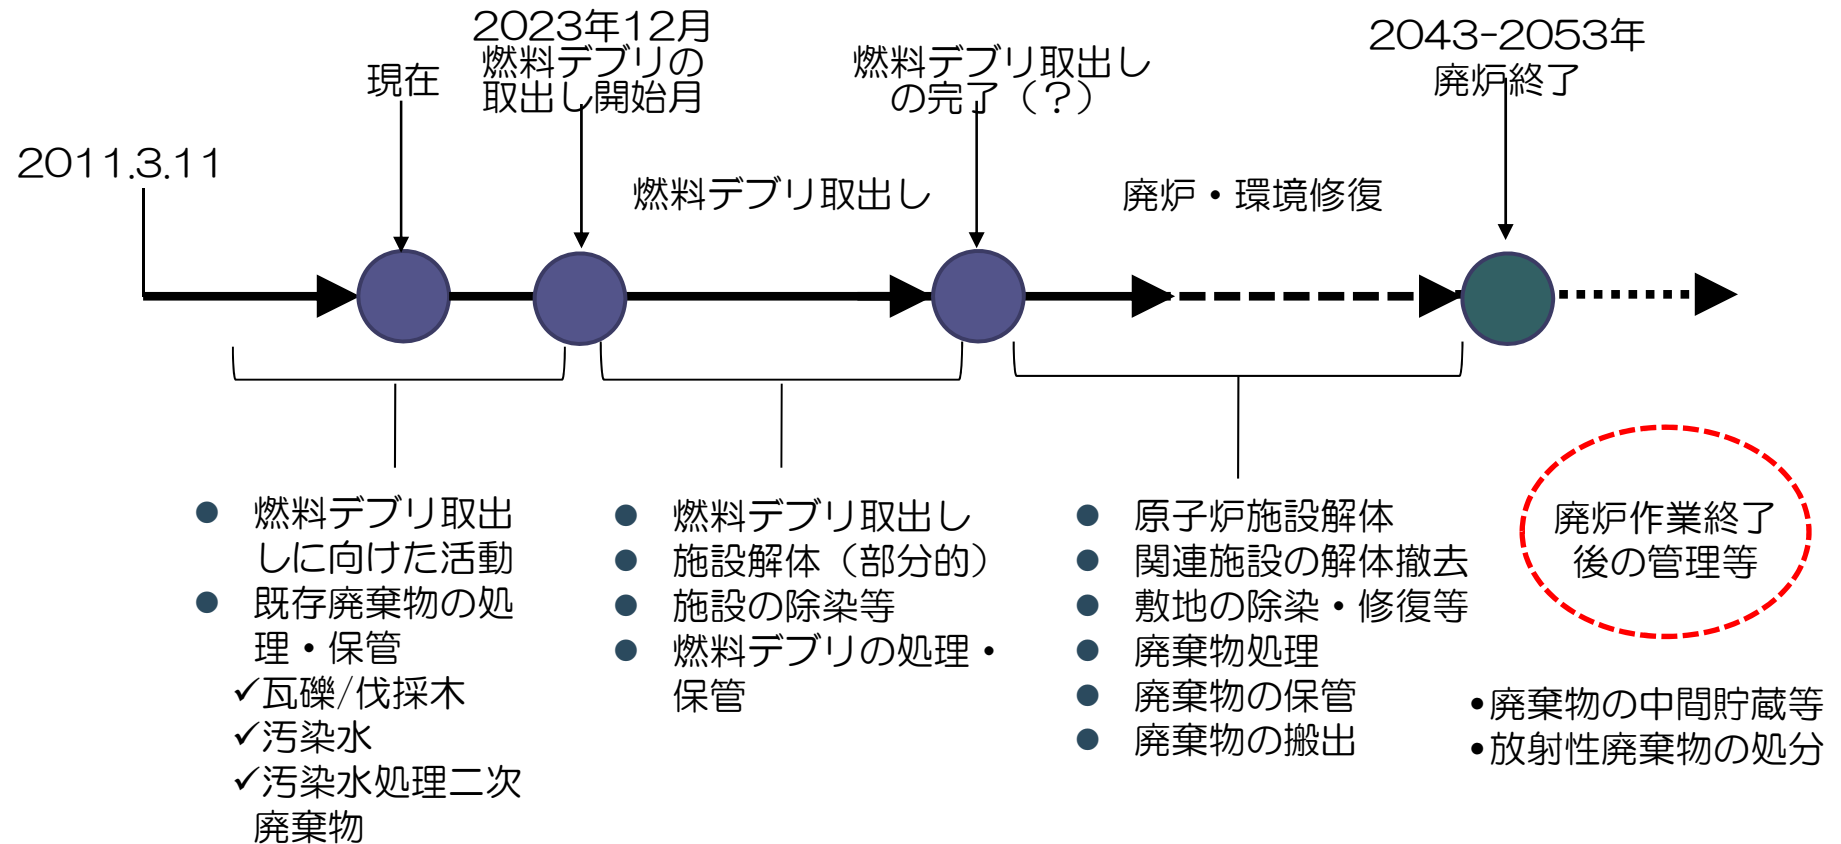 2011.3.11
現在
2023年12月
燃料デブリの
取出し開始月
燃料デブリ取出し
の完了（？）
2043-2053年
廃炉終了
燃料デブリ取出し
廃炉・環境修復
● 燃料デブリ取出
しに向けた活動
● 既存廃棄物の処
理・保管
✓瓦礫/伐採木
✓汚染水
✓汚染水処理二次
廃棄物
● 燃料デブリ取出し
● 施設解体（部分的）
● 施設の除染等
● 燃料デブリの処理・
保管
● 原子炉施設解体
● 関連施設の解体撤去
● 敷地の除染・修復等
● 廃棄物処理
● 廃棄物の保管
● 廃棄物の搬出
廃炉作業終了
後の管理等
•廃棄物の中間貯蔵等
•放射性廃棄物の処分